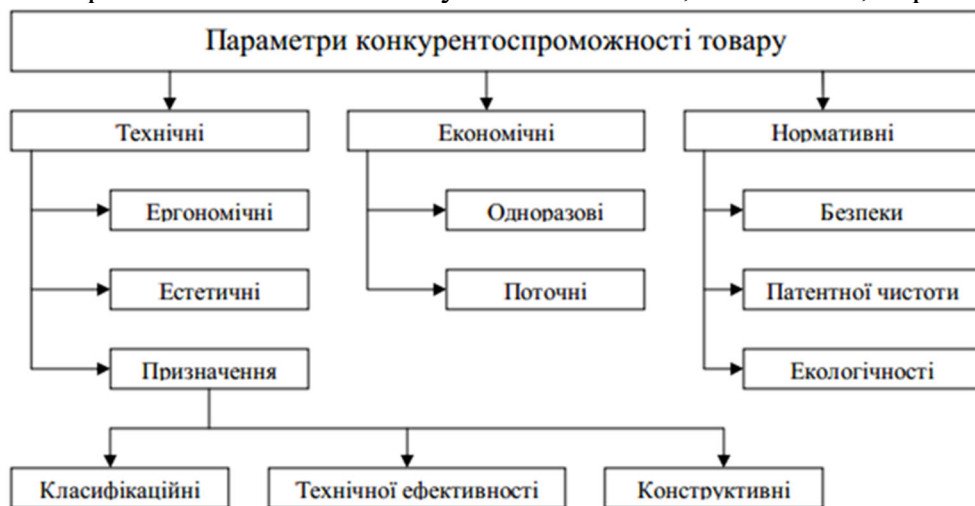 Параметри конкурентоспроможності товару
Технічні
Економічні
Нормативні
Ергономічні
Одноразові
Безпеки
Естетичні
Поточні
Патентної чистоти
Призначення
Екологічності
Класифікаційні
Технічної ефективності
Конструктивні